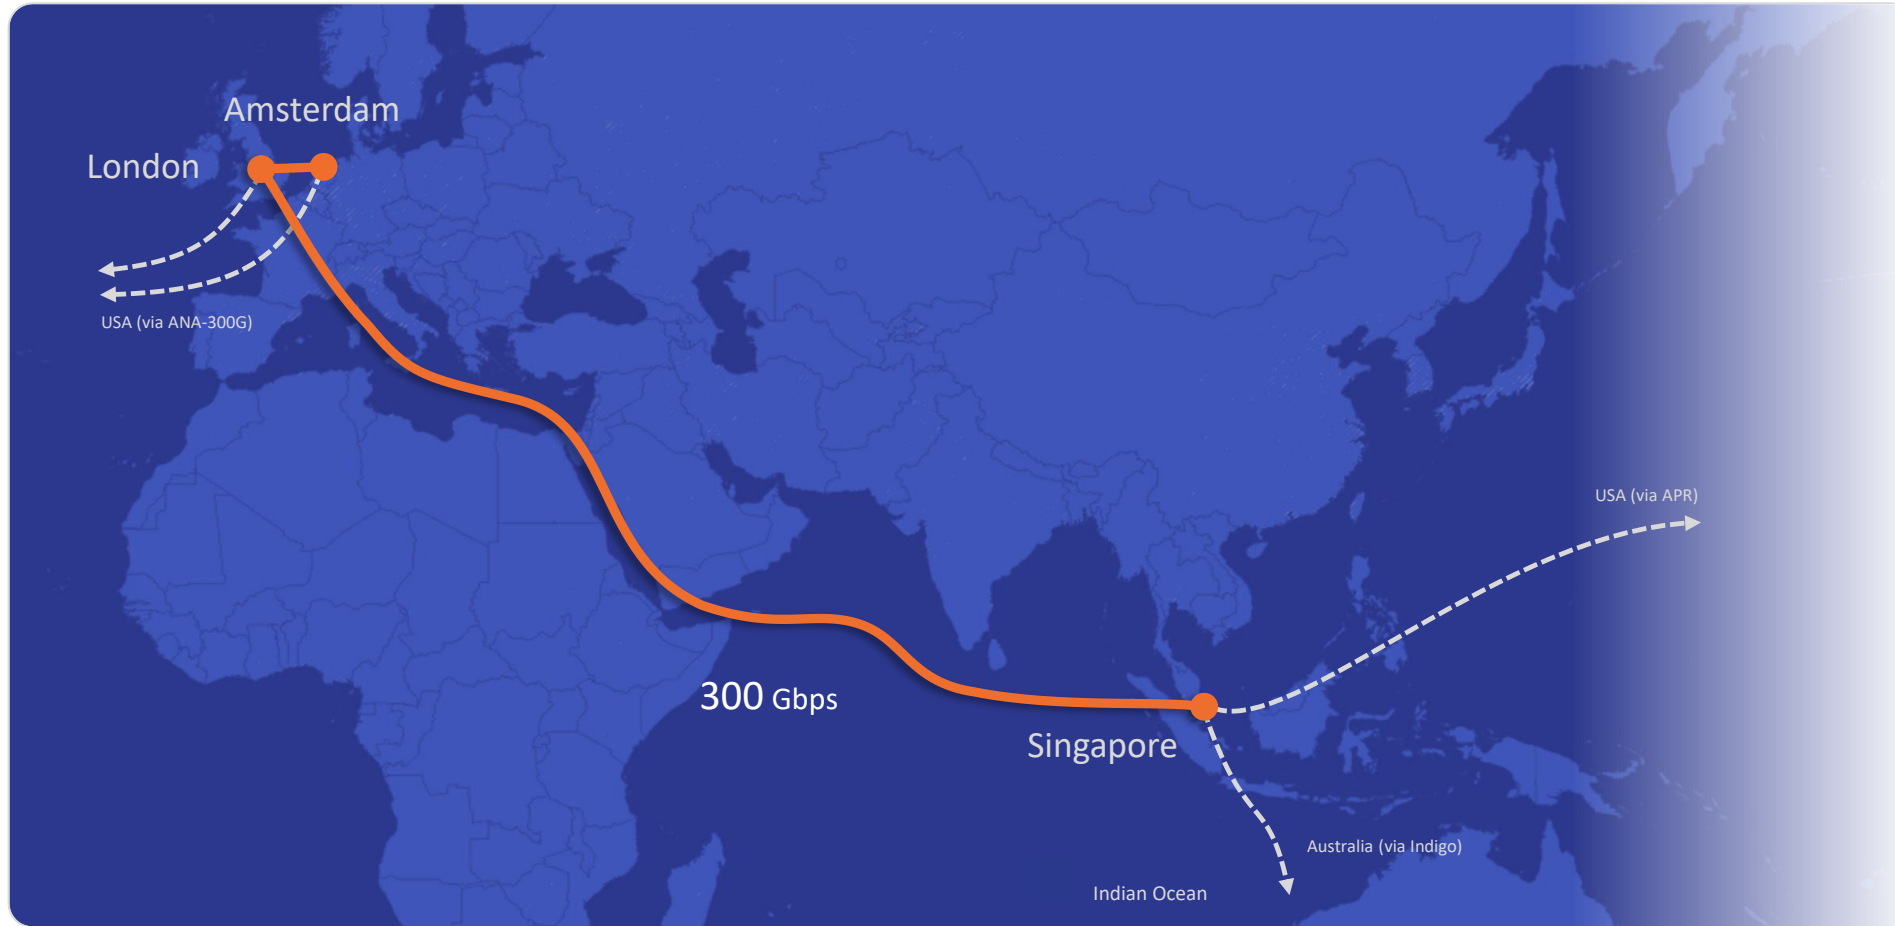 Amsterdam
London
USA (via ANA-300G)
USA (via APR)
300 Gbps
Singapore
Australia (via Indigo)
Indian Ocean